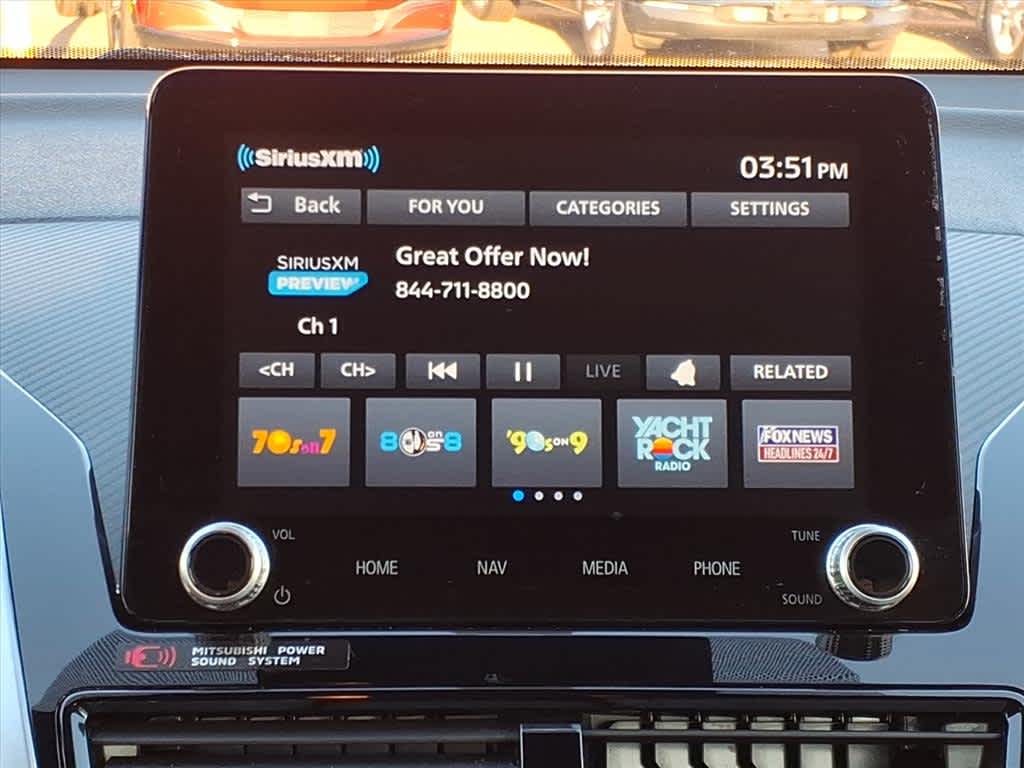 SiriusXM
03:51 PM
Back FOR YOU CATEGORIES SETTINGS
SIRIUSXM
PREVIEW
Great Offer Now!
844-711-8800
Ch 1
<CH CH> LIVE RELATED
70s on 7
80s on 8
'90s ON 9
YACHT
ROCK
RADIO
FOX NEWS
HEADLINES 24/7
VOL
TUNE
HOME NAV MEDIA PHONE
SOUND
MITSUBISHI POWER
SOUND SYSTEM